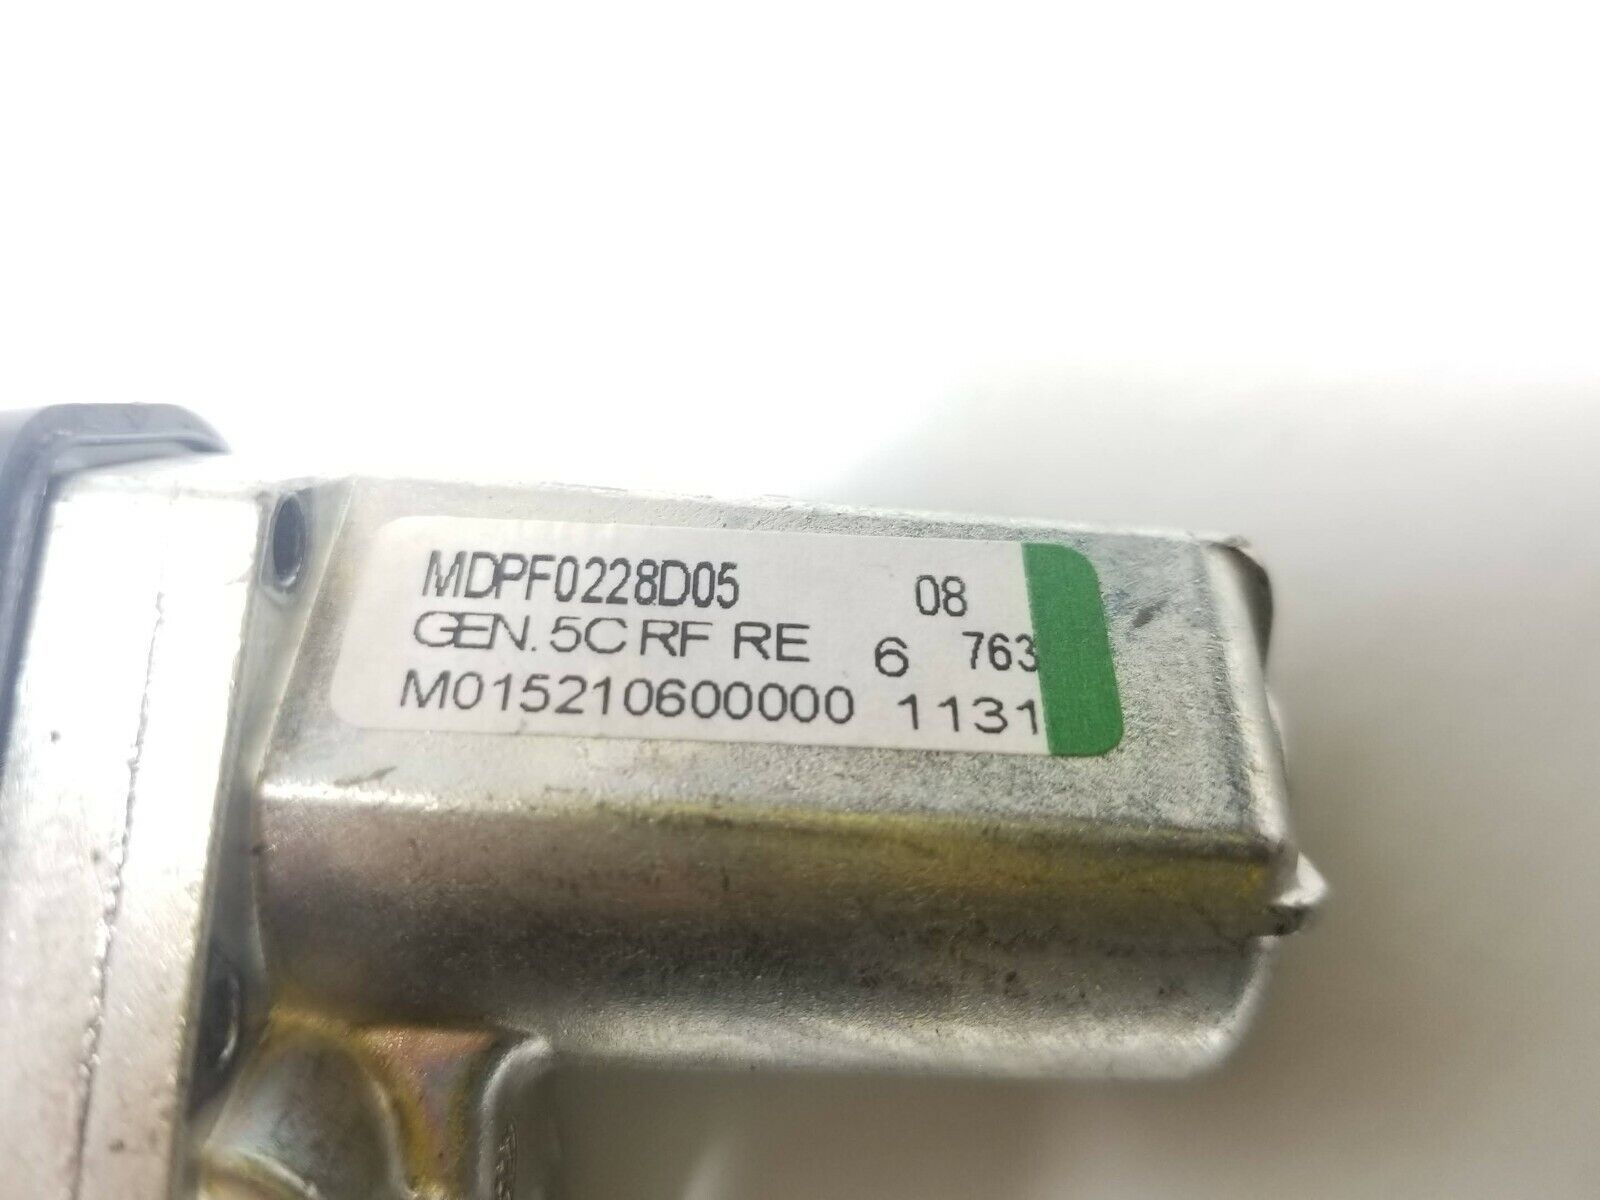 MDPF0228D05 08
GEN. 5C RF RE 6 763
M015210600000 1131